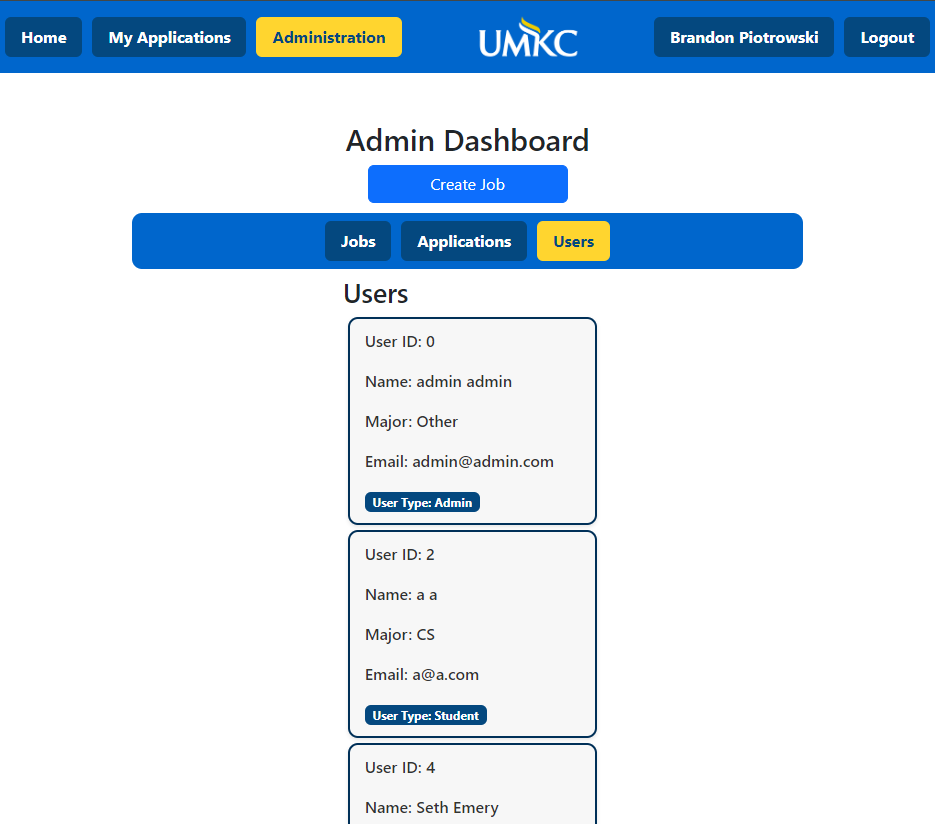 Home My Applications Administration UMKC Brandon Piotrowski Logout
Admin Dashboard
Create Job
Jobs Applications Users
Users
User ID: 0
Name: admin admin
Major: Other
Email: admin@admin.com
User Type: Admin
User ID: 2
Name: a a
Major: CS
Email: a@a.com
User Type: Student
User ID: 4
Name: Seth Emery